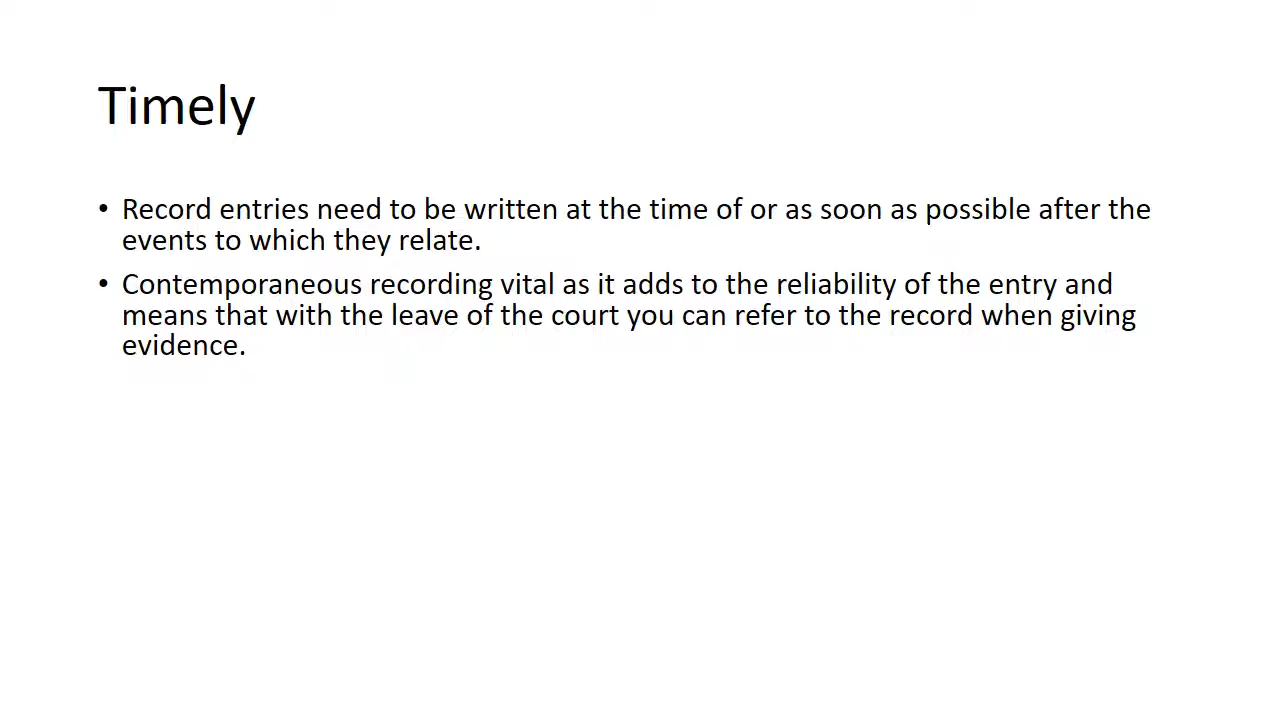 Timely
• Record entries need to be written at the time of or as soon as possible after the
events to which they relate.
• Contemporaneous recording vital as it adds to the reliability of the entry and
means that with the leave of the court you can refer to the record when giving
evidence.